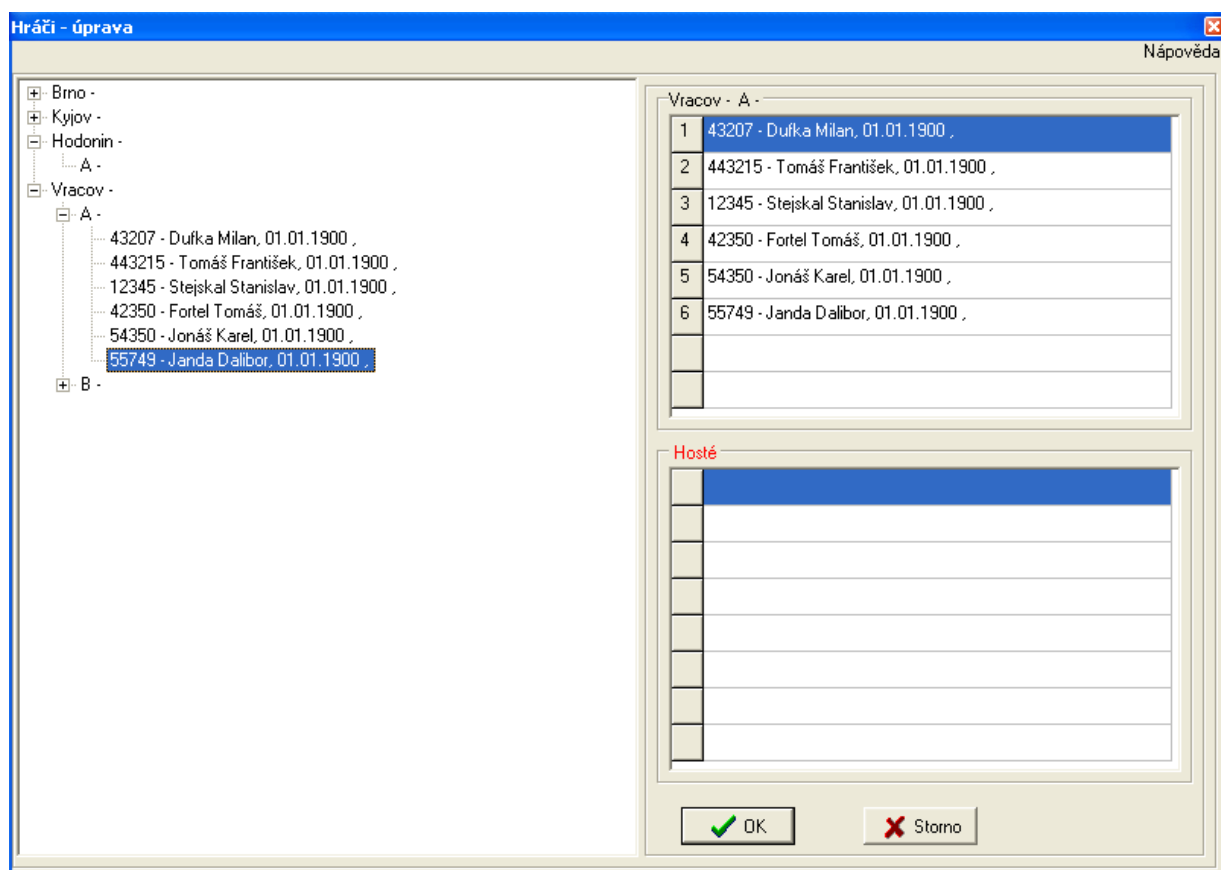 Hráči - úprava
Nápověda
Brno -
Kyjov -
Hodonin -
A -
Vracov -
A -
43207 - Dufka Milan, 01.01.1900 ,
443215 - Tomáš František, 01.01.1900 ,
12345 - Stejskal Stanislav, 01.01.1900 ,
42350 - Fortel Tomáš, 01.01.1900 ,
54350 - Jonáš Karel, 01.01.1900 ,
55749 - Janda Dalibor, 01.01.1900 ,
B -
Vracov - A -
1 43207 - Dufka Milan, 01.01.1900 ,
2 443215 - Tomáš František, 01.01.1900 ,
3 12345 - Stejskal Stanislav, 01.01.1900 ,
4 42350 - Fortel Tomáš, 01.01.1900 ,
5 54350 - Jonáš Karel, 01.01.1900 ,
6 55749 - Janda Dalibor, 01.01.1900 ,
Hosté
OK
Storno